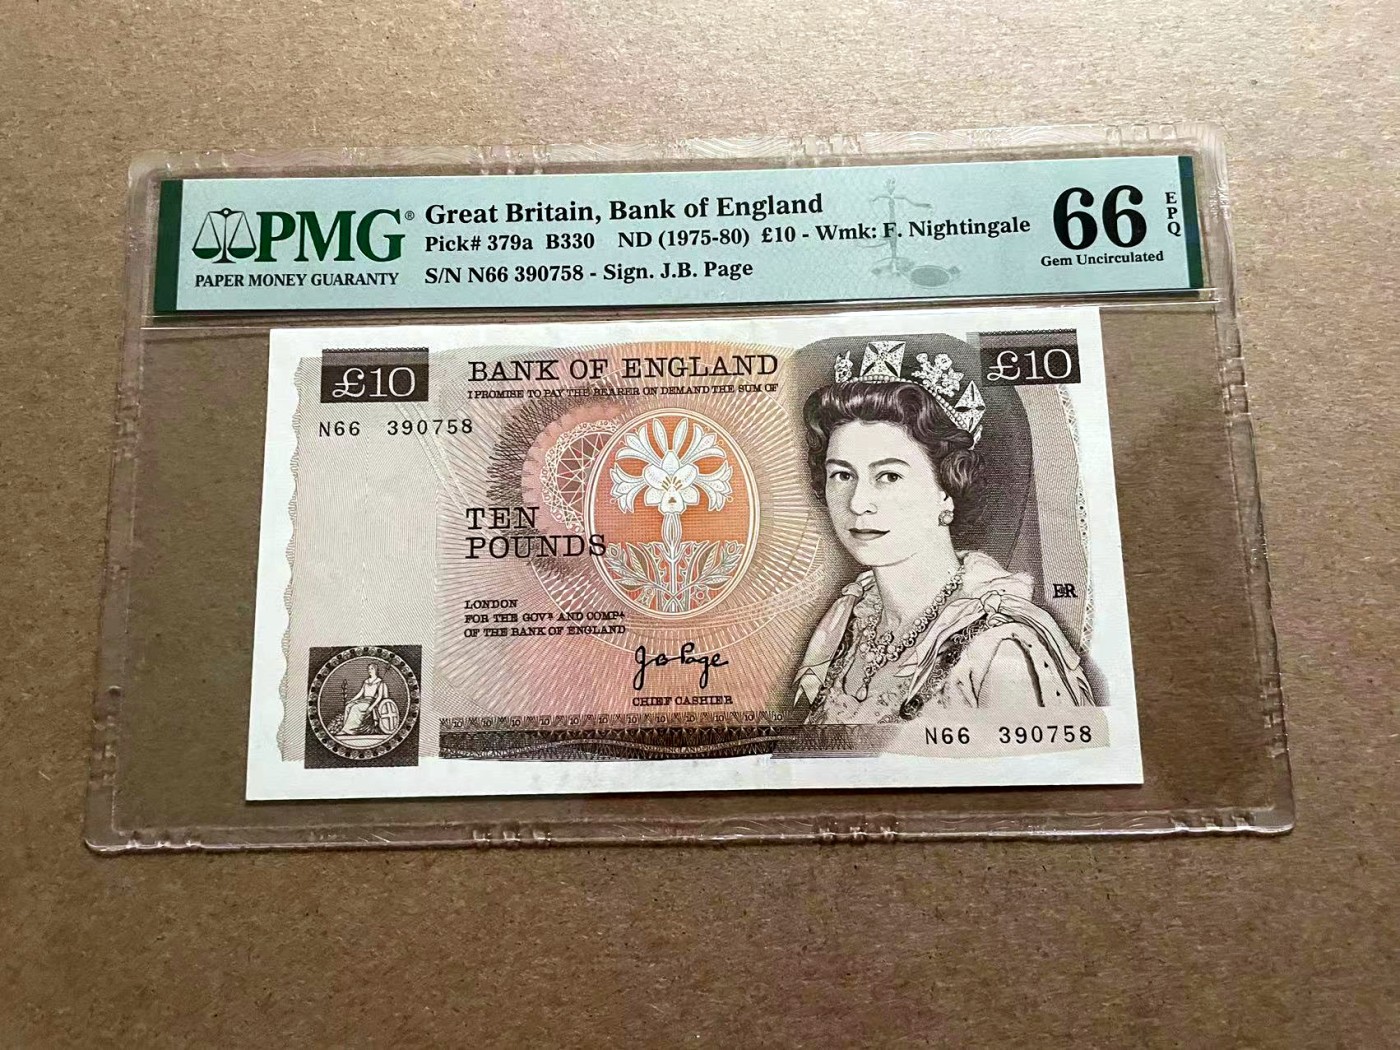 PMG®
PAPER MONEY GUARANTY
Great Britain, Bank of England
Pick# 379a B330 ND (1975-80) £10 - Wmk: F. Nightingale
S/N N66 390758 - Sign. J.B. Page
66
EPQ
Gem Uncirculated
£10
BANK OF ENGLAND
£10
I PROMISE TO PAY THE BEARER ON DEMAND THE SUM OF
N66 390758
TEN
POUNDS
LONDON
FOR THE GOVR AND COMPA
OF THE BANK OF ENGLAND
ER
J B Page
CHIEF CASHIER
N66 390758